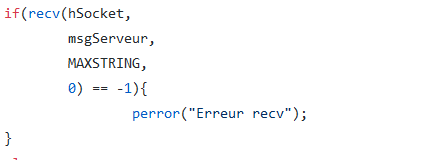 if(recv(hSocket,
msgServeur,
MAXSTRING,
0) == -1){
perror("Erreur recv");
}